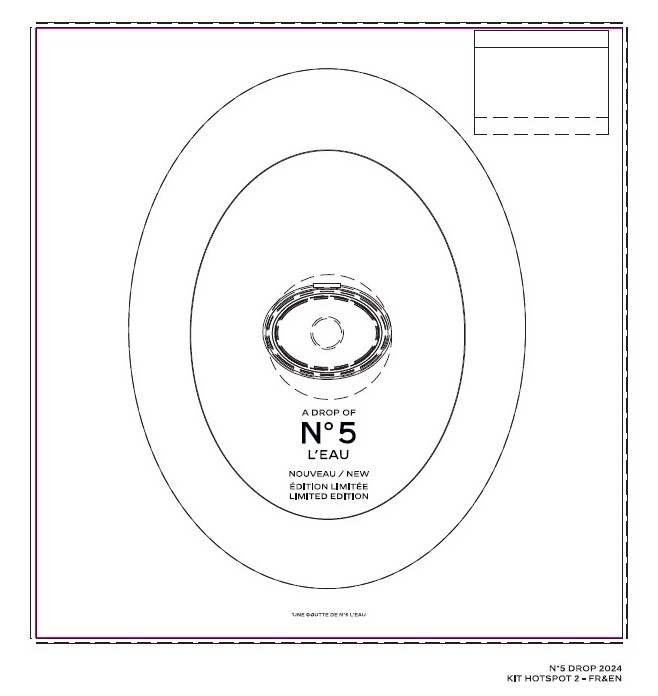 A DROP OF
N°5
L'EAU
NOUVEAU / NEW
ÉDITION LIMITÉE
LIMITED EDITION
*UNE GOUTTE DE N°5 L'EAU
N°5 DROP 2024
KIT HOTSPOT 2 - FR&EN